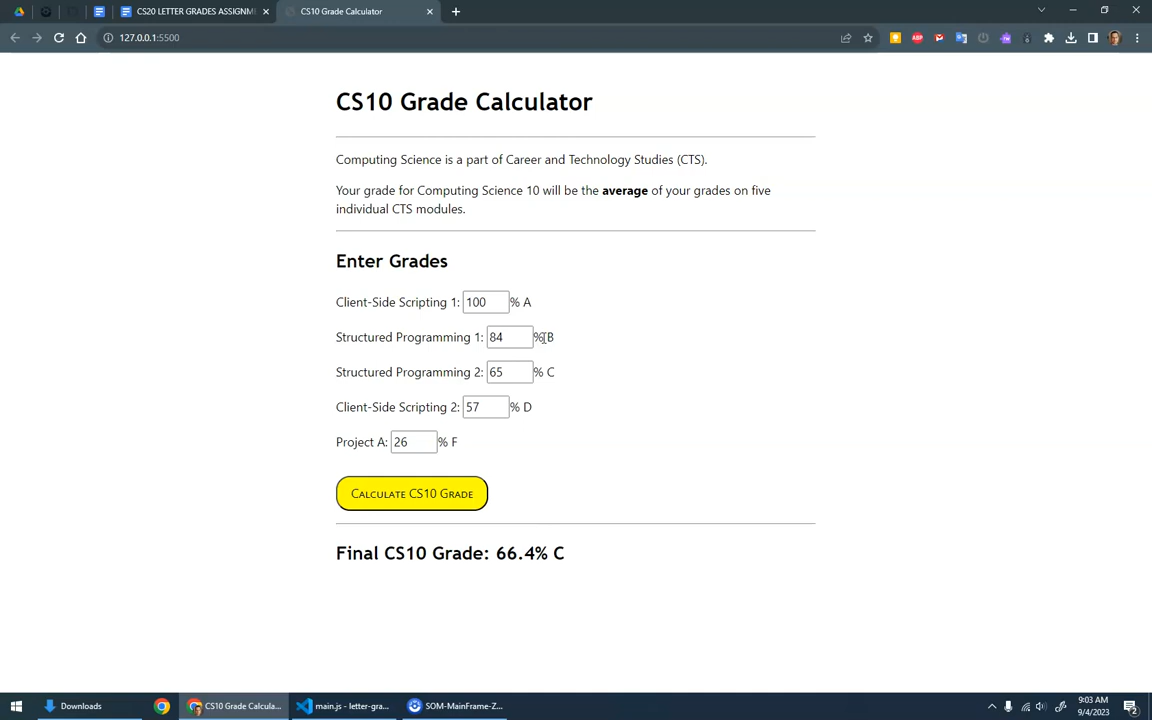 CS20 LETTER GRADES ASSIGNM
CS10 Grade Calculator
127.0.0.1:5500
CS10 Grade Calculator
Computing Science is a part of Career and Technology Studies (CTS).
Your grade for Computing Science 10 will be the average of your grades on five
individual CTS modules.
Enter Grades
Client-Side Scripting 1: 100 % A
Structured Programming 1: 84 % B
Structured Programming 2: 65 % C
Client-Side Scripting 2: 57 % D
Project A: 26 % F
Calculate CS10 Grade
Final CS10 Grade: 66.4% C
Downloads
CS10 Grade Calcula...
main.js - letter-gra...
SOM-MainFrame-Z...
9:03 AM
9/4/2023
2